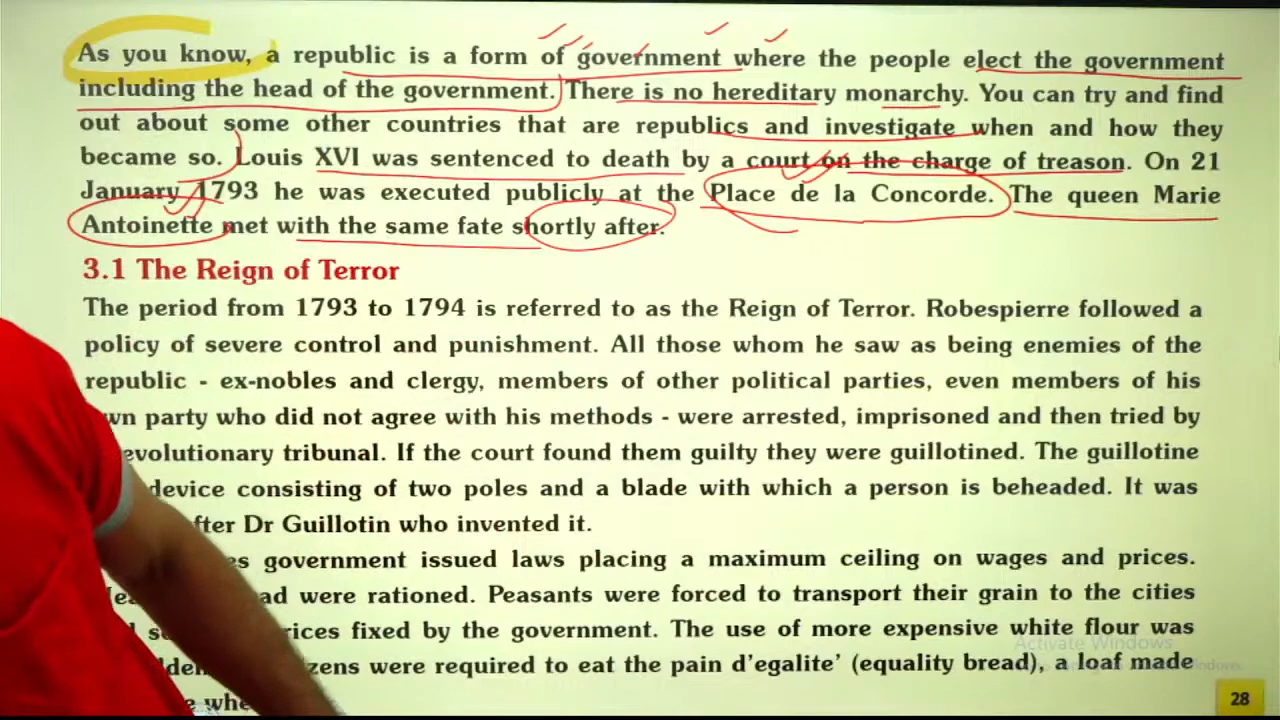 As you know, a republic is a form of government where the people elect the government
including the head of the government. There is no hereditary monarchy. You can try and find
out about some other countries that are republics and investigate when and how they
became so. Louis XVI was sentenced to death by a court on the charge of treason. On 21
January 1793 he was executed publicly at the Place de la Concorde. The queen Marie
Antoinette met with the same fate shortly after.
3.1 The Reign of Terror
The period from 1793 to 1794 is referred to as the Reign of Terror. Robespierre followed a
policy of severe control and punishment. All those whom he saw as being enemies of the
republic - ex-nobles and clergy, members of other political parties, even members of his
wn party who did not agree with his methods - were arrested, imprisoned and then tried by
evolutionary tribunal. If the court found them guilty they were guillotined. The guillotine
device consisting of two poles and a blade with which a person is beheaded. It was
fter Dr Guillotin who invented it.
es government issued laws placing a maximum ceiling on wages and prices.
ad were rationed. Peasants were forced to transport their grain to the cities
rices fixed by the government. The use of more expensive white flour was
zens were required to eat the pain d'egalite' (equality bread), a loaf made
Activate Windows
28